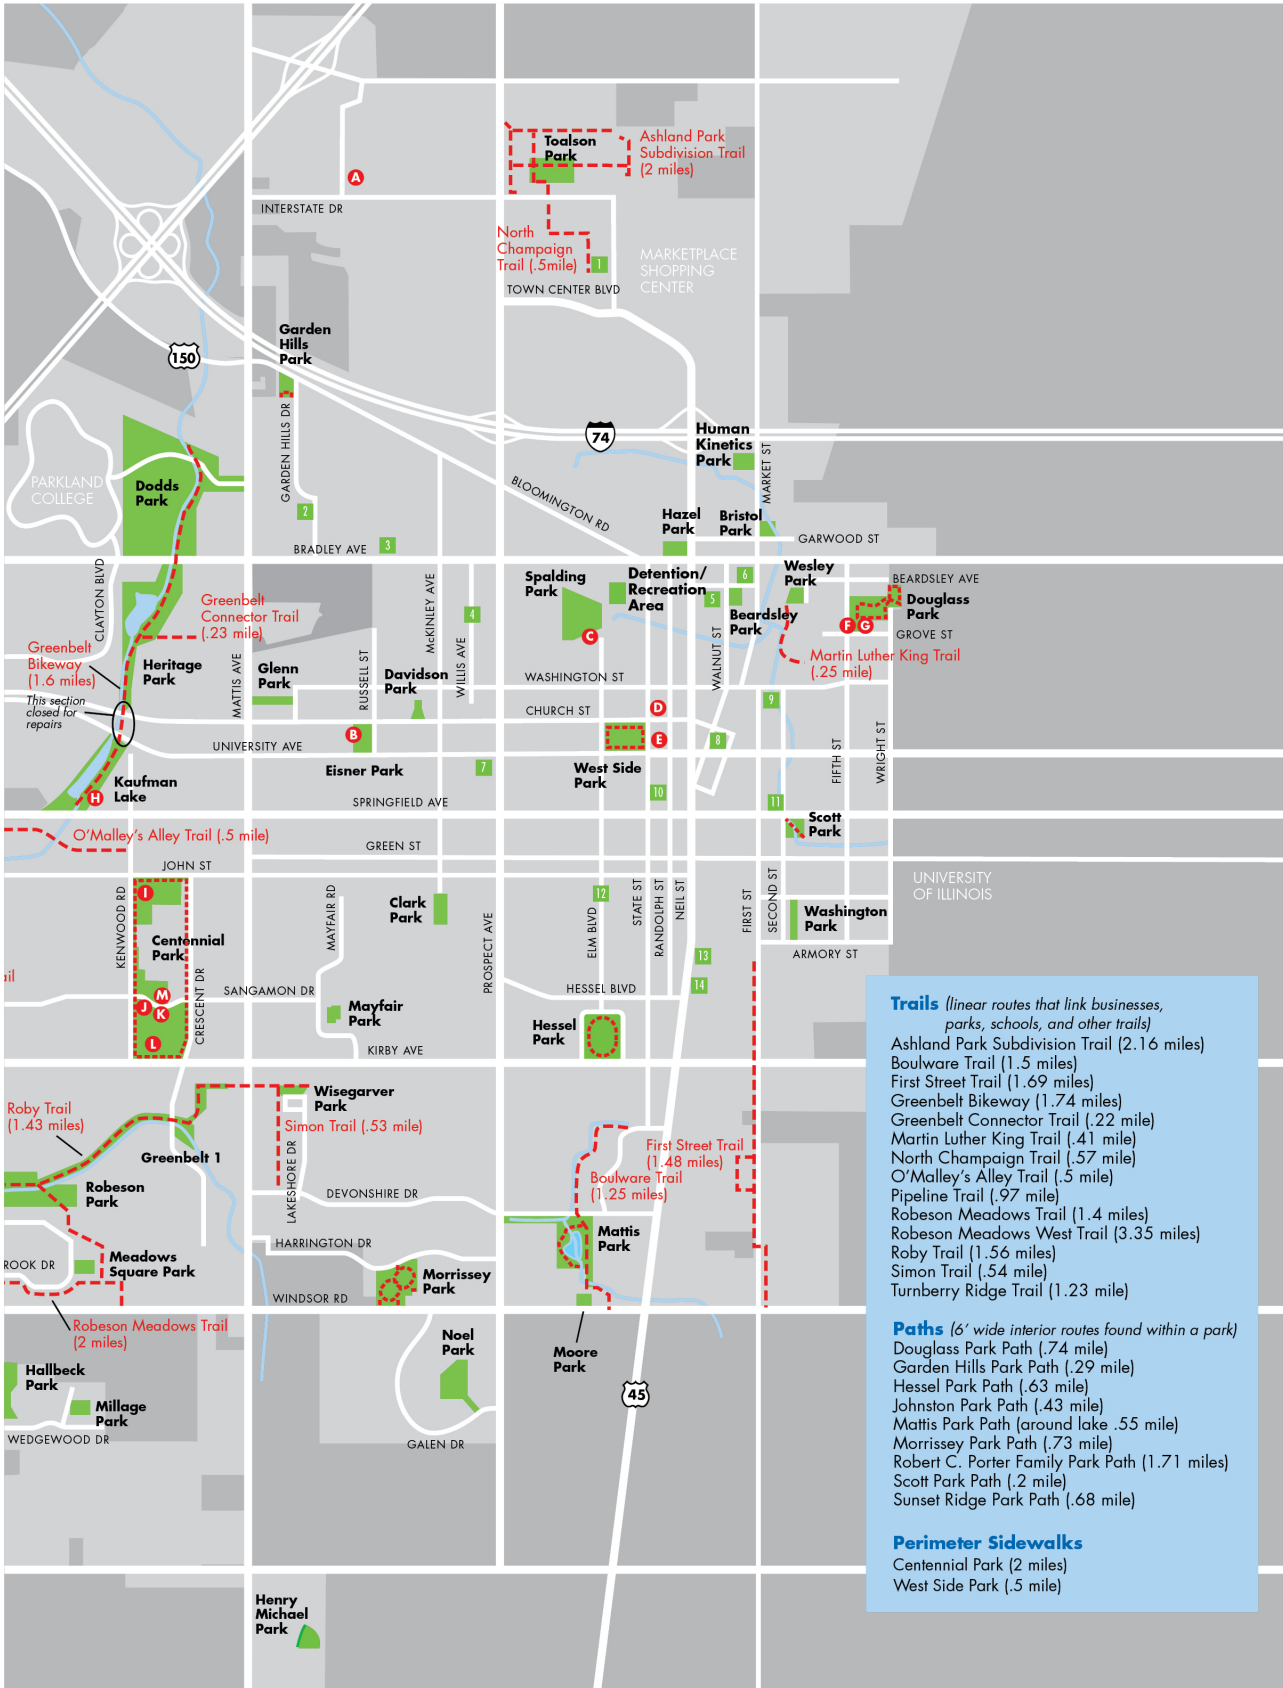 Toalson
Park
Ashland Park
Subdivision Trail
(2 miles)
A
INTERSTATE DR
North
Champaign
Trail (.5mile)
1
MARKETPLACE
SHOPPING
CENTER
TOWN CENTER BLVD
Garden
Hills
Park
150
74
Human
Kinetics
Park
MARKET ST
GARDEN HILLS DR
PARKLAND
COLLEGE
Dodds
Park
BLOOMINGTON RD
2
Hazel
Park
Bristol
Park
GARWOOD ST
3
BRADLEY AVE
CLAYTON BLVD
McKINLEY AVE
Spalding
Park
Detention/
Recreation
Area
6
Wesley
Park
BEARDSLEY AVE
Douglass
Park
5
Beardsley
Park
F
G
GROVE ST
Greenbelt
Connector Trail
(.23 mile)
4
C
WALNUT ST
Martin Luther King Trail
(.25 mile)
Greenbelt
Bikeway
(1.6 miles)
Heritage
Park
MATTIS AVE
Glenn
Park
RUSSELL ST
Davidson
Park
WILLIS AVE
WASHINGTON ST
This section
closed for
repairs
CHURCH ST
D
9
B
E
8
UNIVERSITY AVE
FIFTH ST
WRIGHT ST
Eisner Park
7
West Side
Park
Kaufman
Lake
H
SPRINGFIELD AVE
10
11
Scott
Park
O'Malley's Alley Trail (.5 mile)
GREEN ST
JOHN ST
UNIVERSITY
OF ILLINOIS
I
KENWOOD RD
MAYFAIR RD
Clark
Park
PROSPECT AVE
12
ELM BLVD
STATE ST
RANDOLPH ST
NEIL ST
FIRST ST
SECOND ST
Washington
Park
Centennial
Park
13
ARMORY ST
ail
CRESCENT DR
M
J
K
L
SANGAMON DR
HESSEL BLVD
14
Mayfair
Park
Hessel
Park
KIRBY AVE
Wisegarver
Park
Simon Trail (.53 mile)
Roby Trail
(1.43 miles)
Greenbelt 1
LAKESHORE DR
First Street Trail
(1.48 miles)
Boulware Trail
(1.25 miles)
Robeson
Park
DEVONSHIRE DR
Mattis
Park
HARRINGTON DR
ROOK DR
Meadows
Square Park
Morrissey
Park
WINDSOR RD
Robeson Meadows Trail
(2 miles)
Noel
Park
Moore
Park
Hallbeck
Park
Millage
Park
45
WEDGEWOOD DR
GALEN DR
Henry
Michael
Park
Trails (linear routes that link businesses,
parks, schools, and other trails)
Ashland Park Subdivision Trail (2.16 miles)
Boulware Trail (1.5 miles)
First Street Trail (1.69 miles)
Greenbelt Bikeway (1.74 miles)
Greenbelt Connector Trail (.22 mile)
Martin Luther King Trail (.41 mile)
North Champaign Trail (.57 mile)
O'Malley's Alley Trail (.5 mile)
Pipeline Trail (.97 mile)
Robeson Meadows Trail (1.4 miles)
Robeson Meadows West Trail (3.35 miles)
Roby Trail (1.56 miles)
Simon Trail (.54 mile)
Turnberry Ridge Trail (1.23 mile)
Paths (6' wide interior routes found within a park)
Douglass Park Path (.74 mile)
Garden Hills Park Path (.29 mile)
Hessel Park Path (.63 mile)
Johnston Park Path (.43 mile)
Mattis Park Path (around lake .55 mile)
Morrissey Park Path (.73 mile)
Robert C. Porter Family Park Path (1.71 miles)
Scott Park Path (.2 mile)
Sunset Ridge Park Path (.68 mile)
Perimeter Sidewalks
Centennial Park (2 miles)
West Side Park (.5 mile)